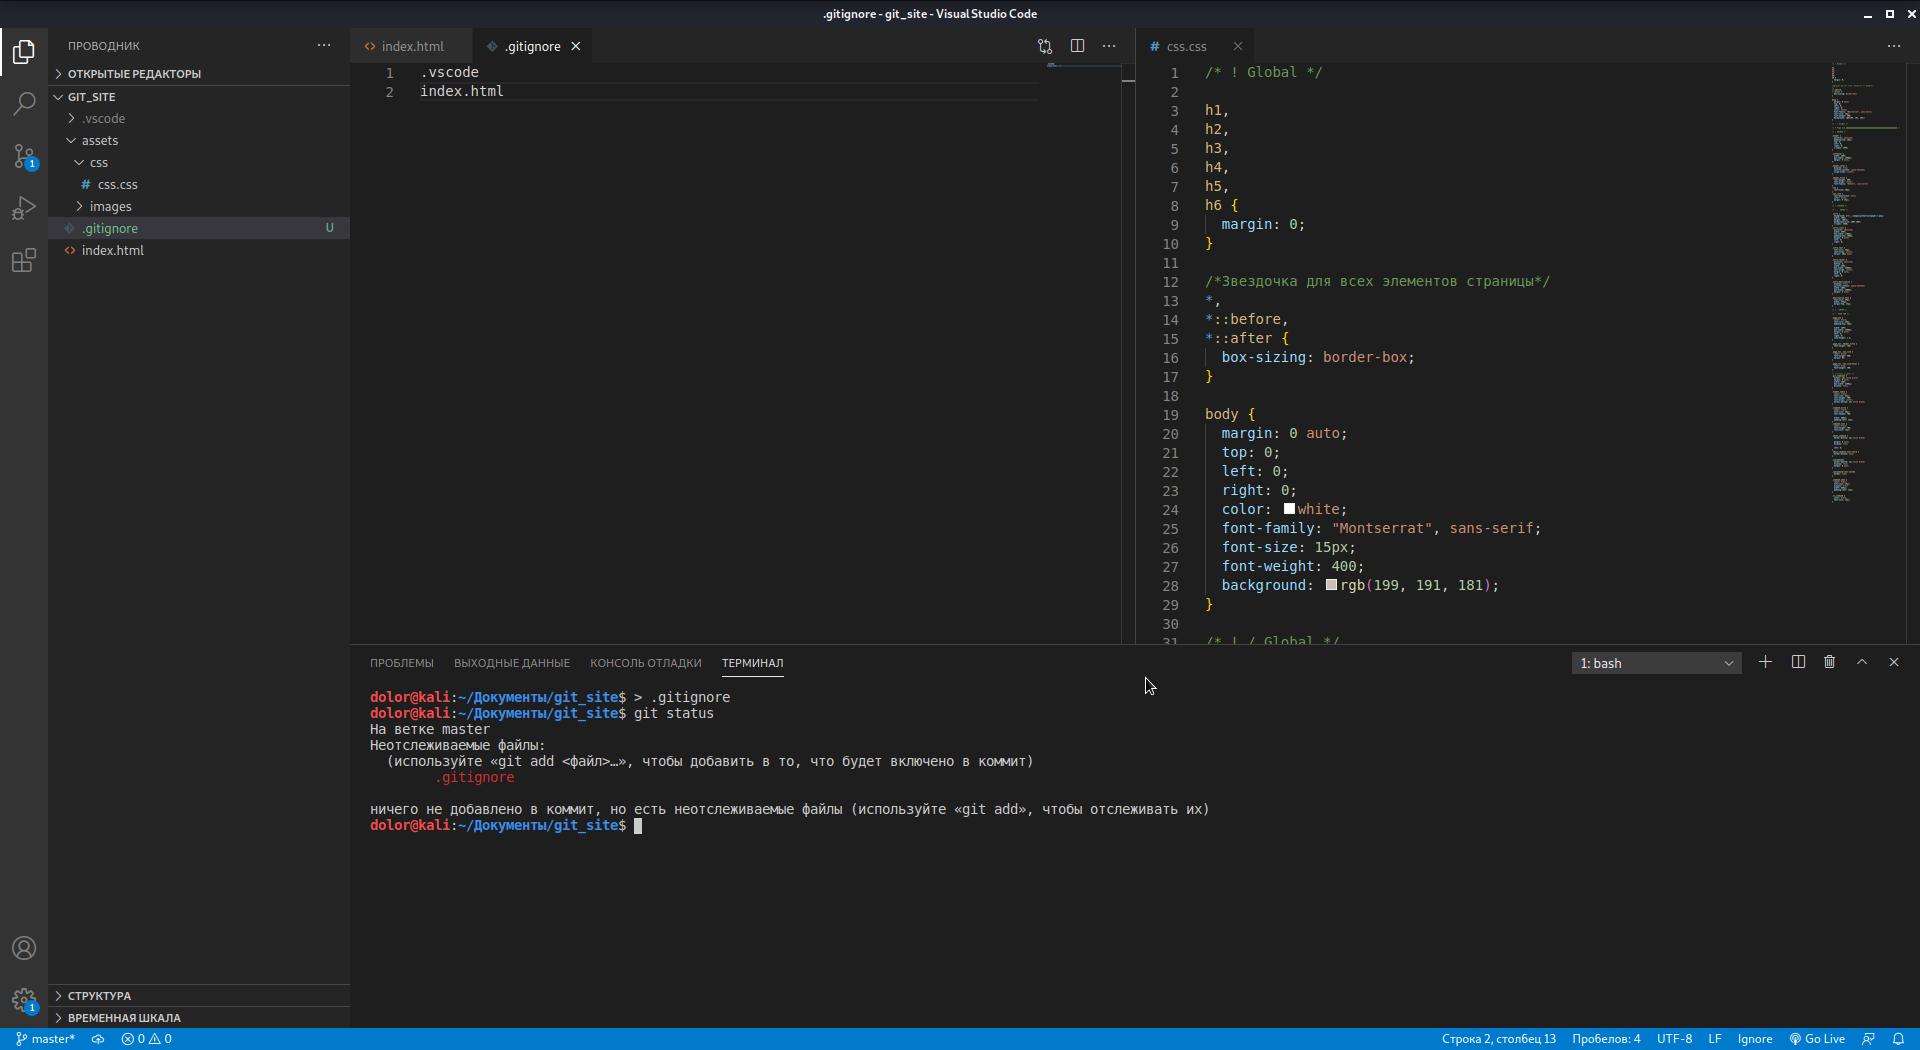 .gitignore - git_site - Visual Studio Code
ПРОВОДНИК
ОТКРЫТЫЕ РЕДАКТОРЫ
GIT_SITE
.vscode
assets
css
# css.css
images
.gitignore U
<> index.html
СТРУКТУРА
ВРЕМЕННАЯ ШКАЛА
1
1
<> index.html
.gitignore
1 .vscode
2 index.html
# css.css
1 /* ! Global */
2
3 h1,
4 h2,
5 h3,
6 h4,
7 h5,
8 h6 {
9 margin: 0;
10 }
11
12 /*Звездочка для всех элементов страницы*/
13 *,
14 *::before,
15 *::after {
16 box-sizing: border-box;
17 }
18
19 body {
20 margin: 0 auto;
21 top: 0;
22 left: 0;
23 right: 0;
24 color: white;
25 font-family: "Montserrat", sans-serif;
26 font-size: 15px;
27 font-weight: 400;
28 background: rgb(199, 191, 181);
29 }
30
31 /* ! / Global */
ПРОБЛЕМЫ ВЫХОДНЫЕ ДАННЫЕ КОНСОЛЬ ОТЛАДКИ ТЕРМИНАЛ
1: bash
dolor@kali:~/Документы/git_site$ > .gitignore
dolor@kali:~/Документы/git_site$ git status
На ветке master
Неотслеживаемые файлы:
(используйте «git add <файл>…», чтобы добавить в то, что будет включено в коммит)
.gitignore
ничего не добавлено в коммит, но есть неотслеживаемые файлы (используйте «git add», чтобы отслеживать их)
dolor@kali:~/Документы/git_site$
master* 0 0
Строка 2, столбец 13 Пробелов: 4 UTF-8 LF Ignore Go Live